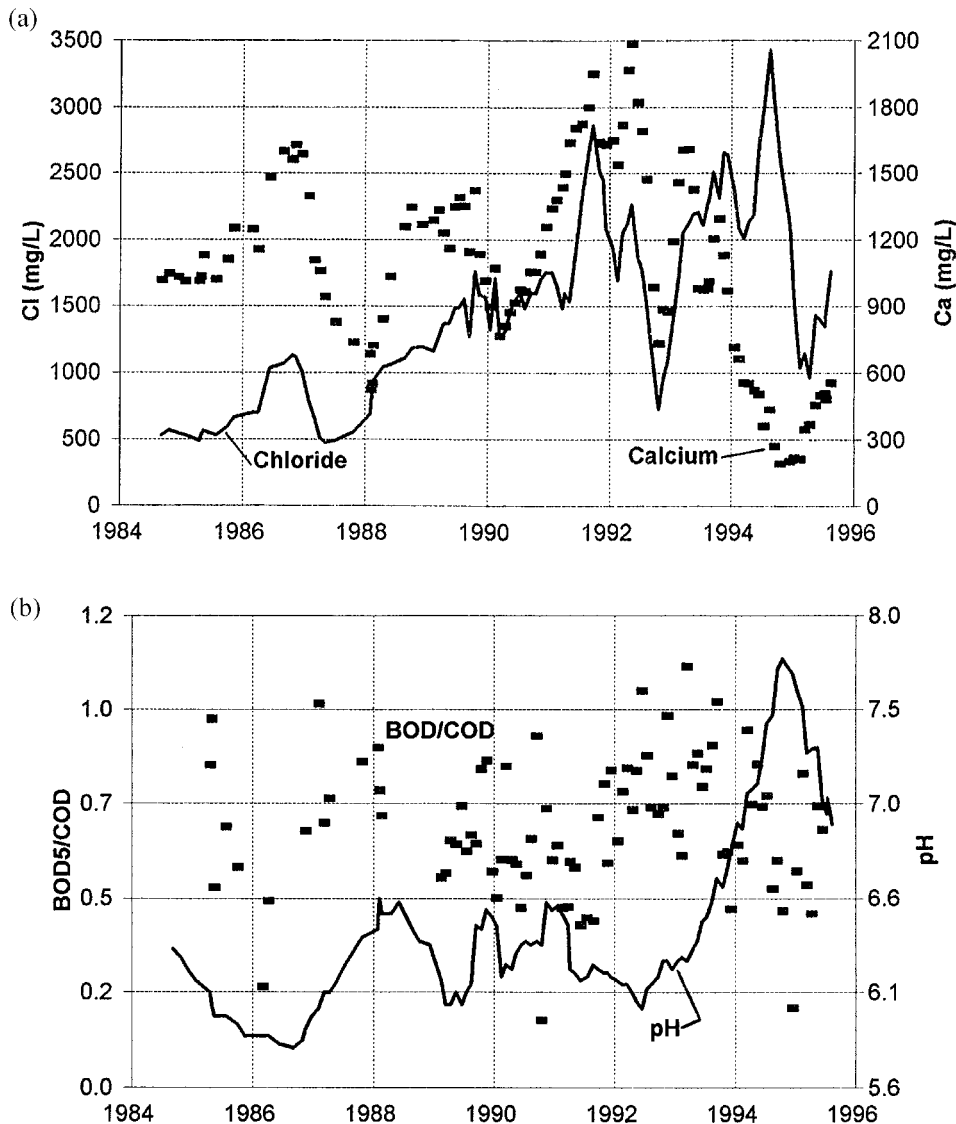 (a)
3500 2100
3000 1800
2500 1500
2000 1200
1500 900
1000 600
500 300
0 0
Cl (mg/L)
Ca (mg/L)
Chloride
Calcium
1984 1986 1988 1990 1992 1994 1996
(b)
1.2 8.0
1.0 7.5
0.7 7.0
0.5 6.6
0.2 6.1
0.0 5.6
BOD5/COD
pH
BOD/COD
pH
1984 1986 1988 1990 1992 1994 1996